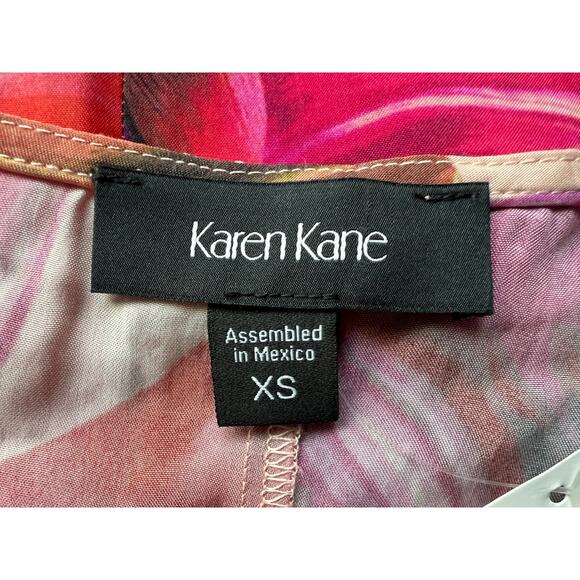 Karen Kane
Assembled
in Mexico
XS